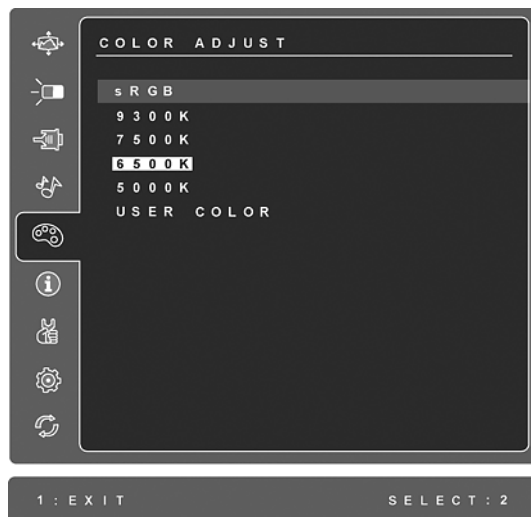 COLOR ADJUST
sRGB
9300K
7500K
6500K
5000K
USER COLOR
1:EXIT SELECT:2